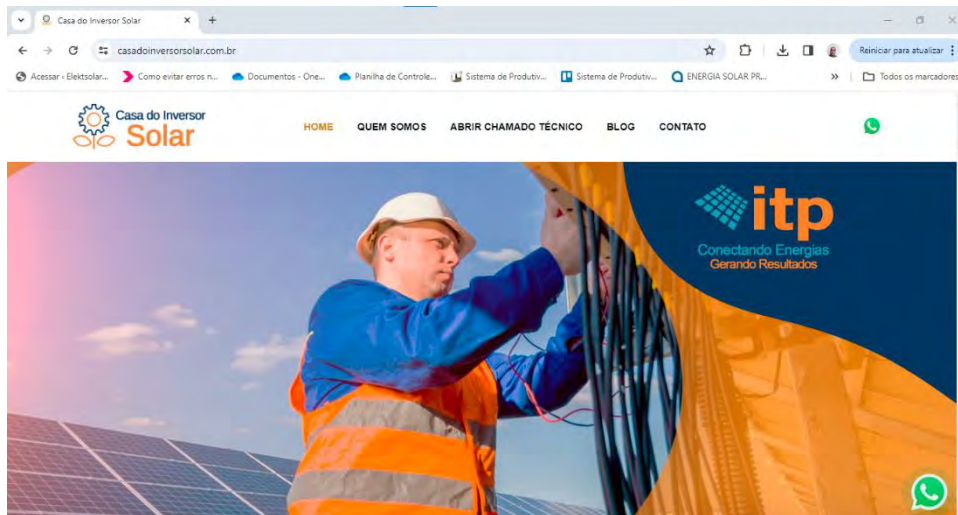 Casa do Inversor Solar
casadoinversorsolar.com.br
Reiniciar para atualizar
Acessar ‹ Elektsolar...
Como evitar erros n...
Documentos - One...
Planilha de Controle...
Sistema de Produtiv...
Sistema de Produtiv...
ENERGIA SOLAR PR...
Todos os marcadores
Casa do Inversor
Solar
HOME
QUEM SOMOS
ABRIR CHAMADO TÉCNICO
BLOG
CONTATO
itp
Conectando Energias
Gerando Resultados